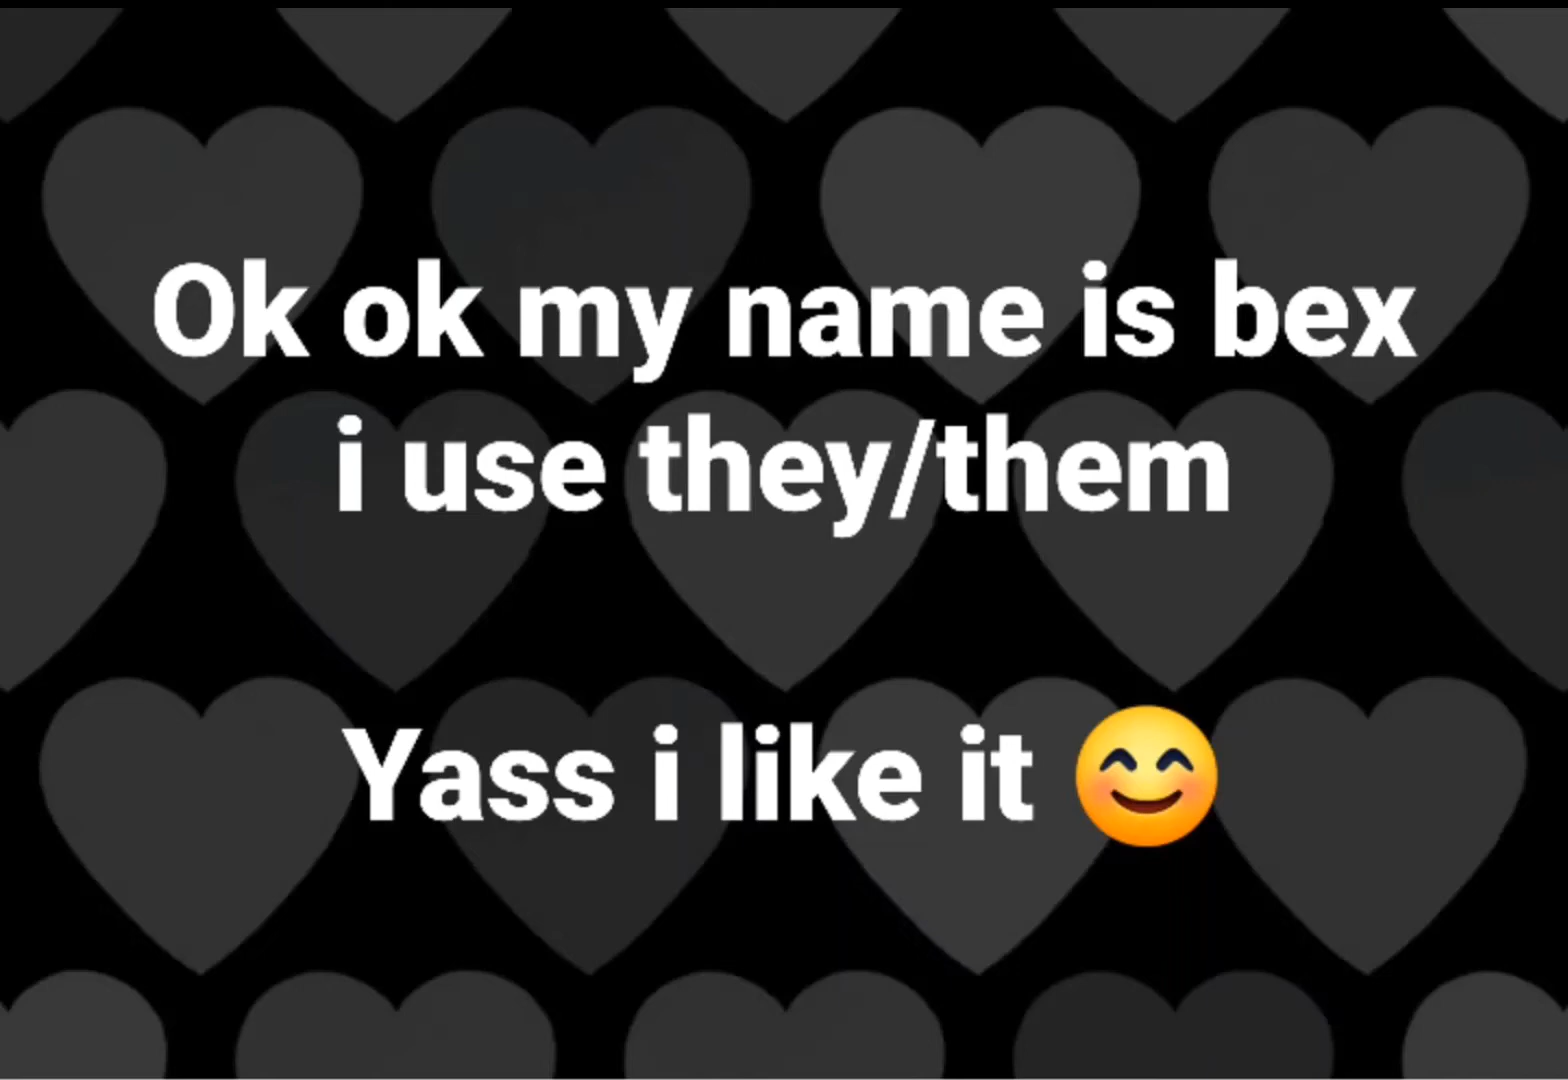 Ok ok my name is bex
i use they/them
Yass i like it 😊